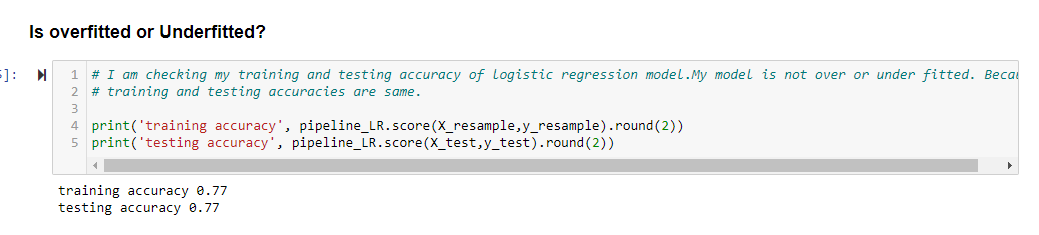 Is overfitted or Underfitted?
]:
1 # I am checking my training and testing accuracy of logistic regression model.My model is not over or under fitted.
2 # training and testing accuracies are same.
3
4 print('training accuracy', pipeline_LR.score(X_resample,y_resample).round(2))
5 print('testing accuracy', pipeline_LR.score(X_test,y_test).round(2))
training accuracy 0.77
testing accuracy 0.77